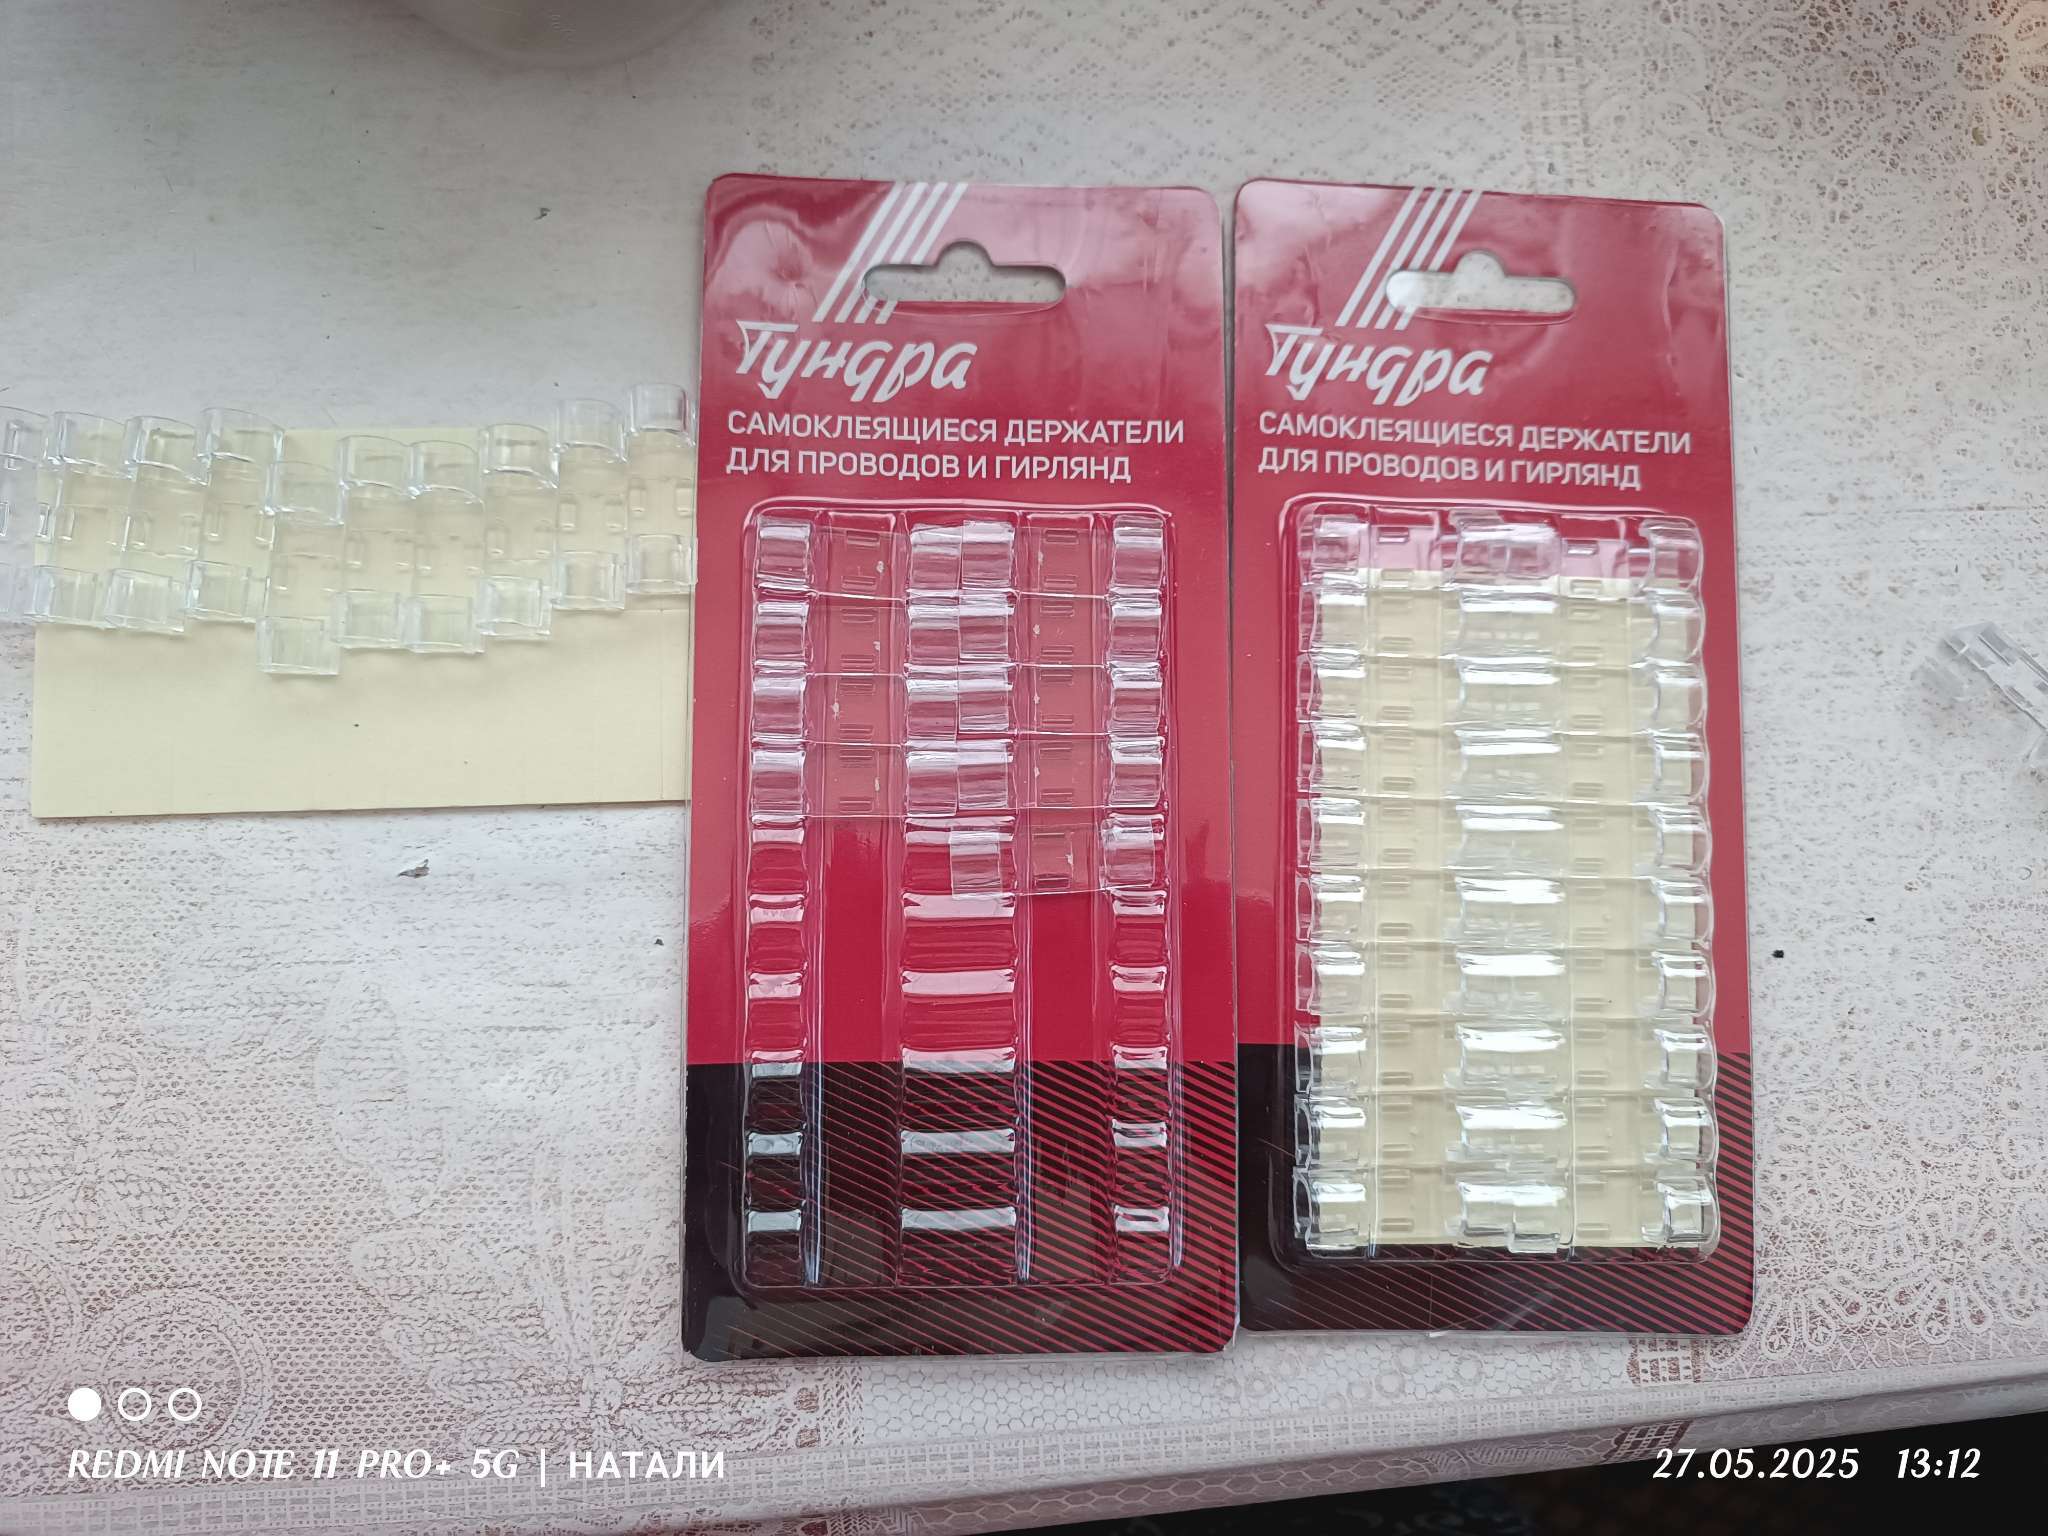 Тундра
САМОКЛЕЯЩИЕСЯ ДЕРЖАТЕЛИ
ДЛЯ ПРОВОДОВ И ГИРЛЯНД
Тундра
САМОКЛЕЯЩИЕСЯ ДЕРЖАТЕЛИ
ДЛЯ ПРОВОДОВ И ГИРЛЯНД
REDMI NOTE 11 PRO+ 5G | НАТАЛИ
27.05.2025 13:12